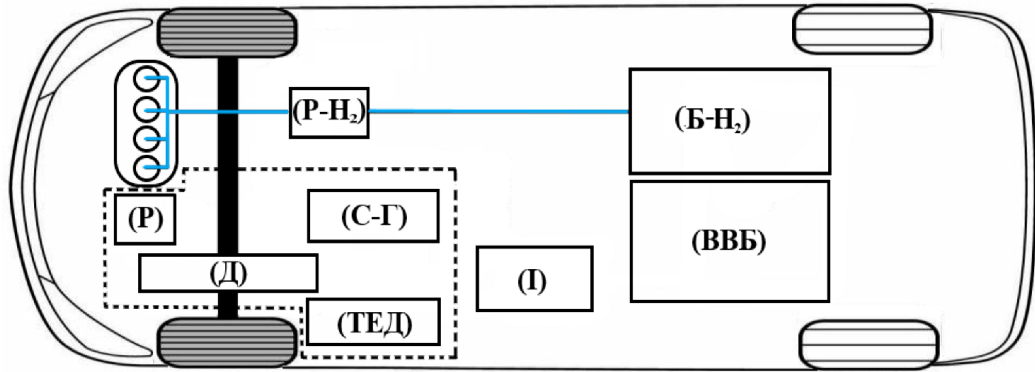 (Р-Н₂)
(Б-Н₂)
(Р)
(С-Г)
(ВВБ)
(Д)
(І)
(ТЕД)